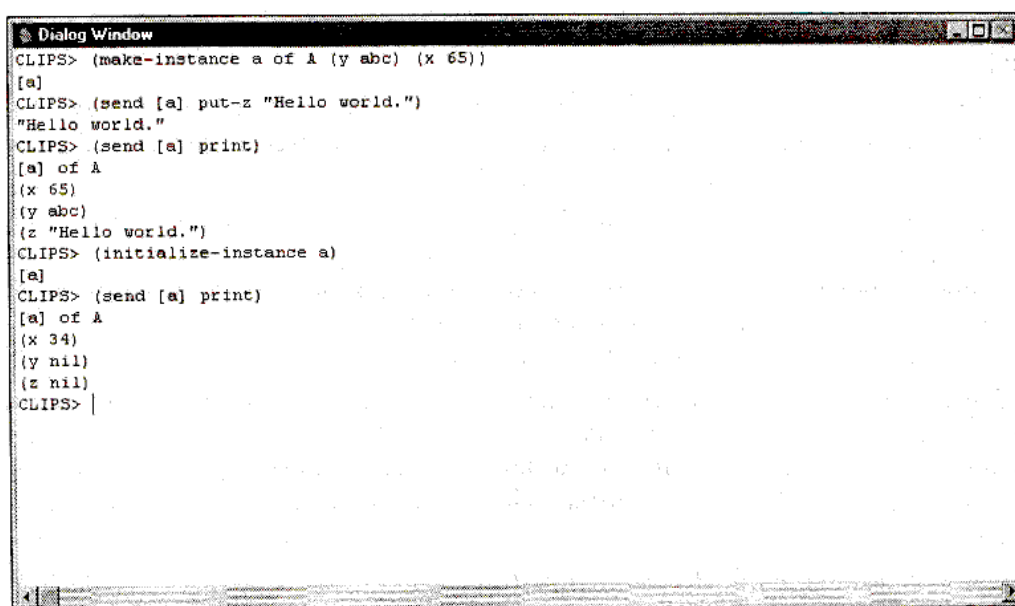 Dialog Window
CLIPS> (make-instance a of A (y abc) (x 65))
[a]
CLIPS> (send [a] put-z "Hello world.")
"Hello world."
CLIPS> (send [a] print)
[a] of A
(x 65)
(y abc)
(z "Hello world.")
CLIPS> (initialize-instance a)
[a]
CLIPS> (send [a] print)
[a] of A
(x 34)
(y nil)
(z nil)
CLIPS>